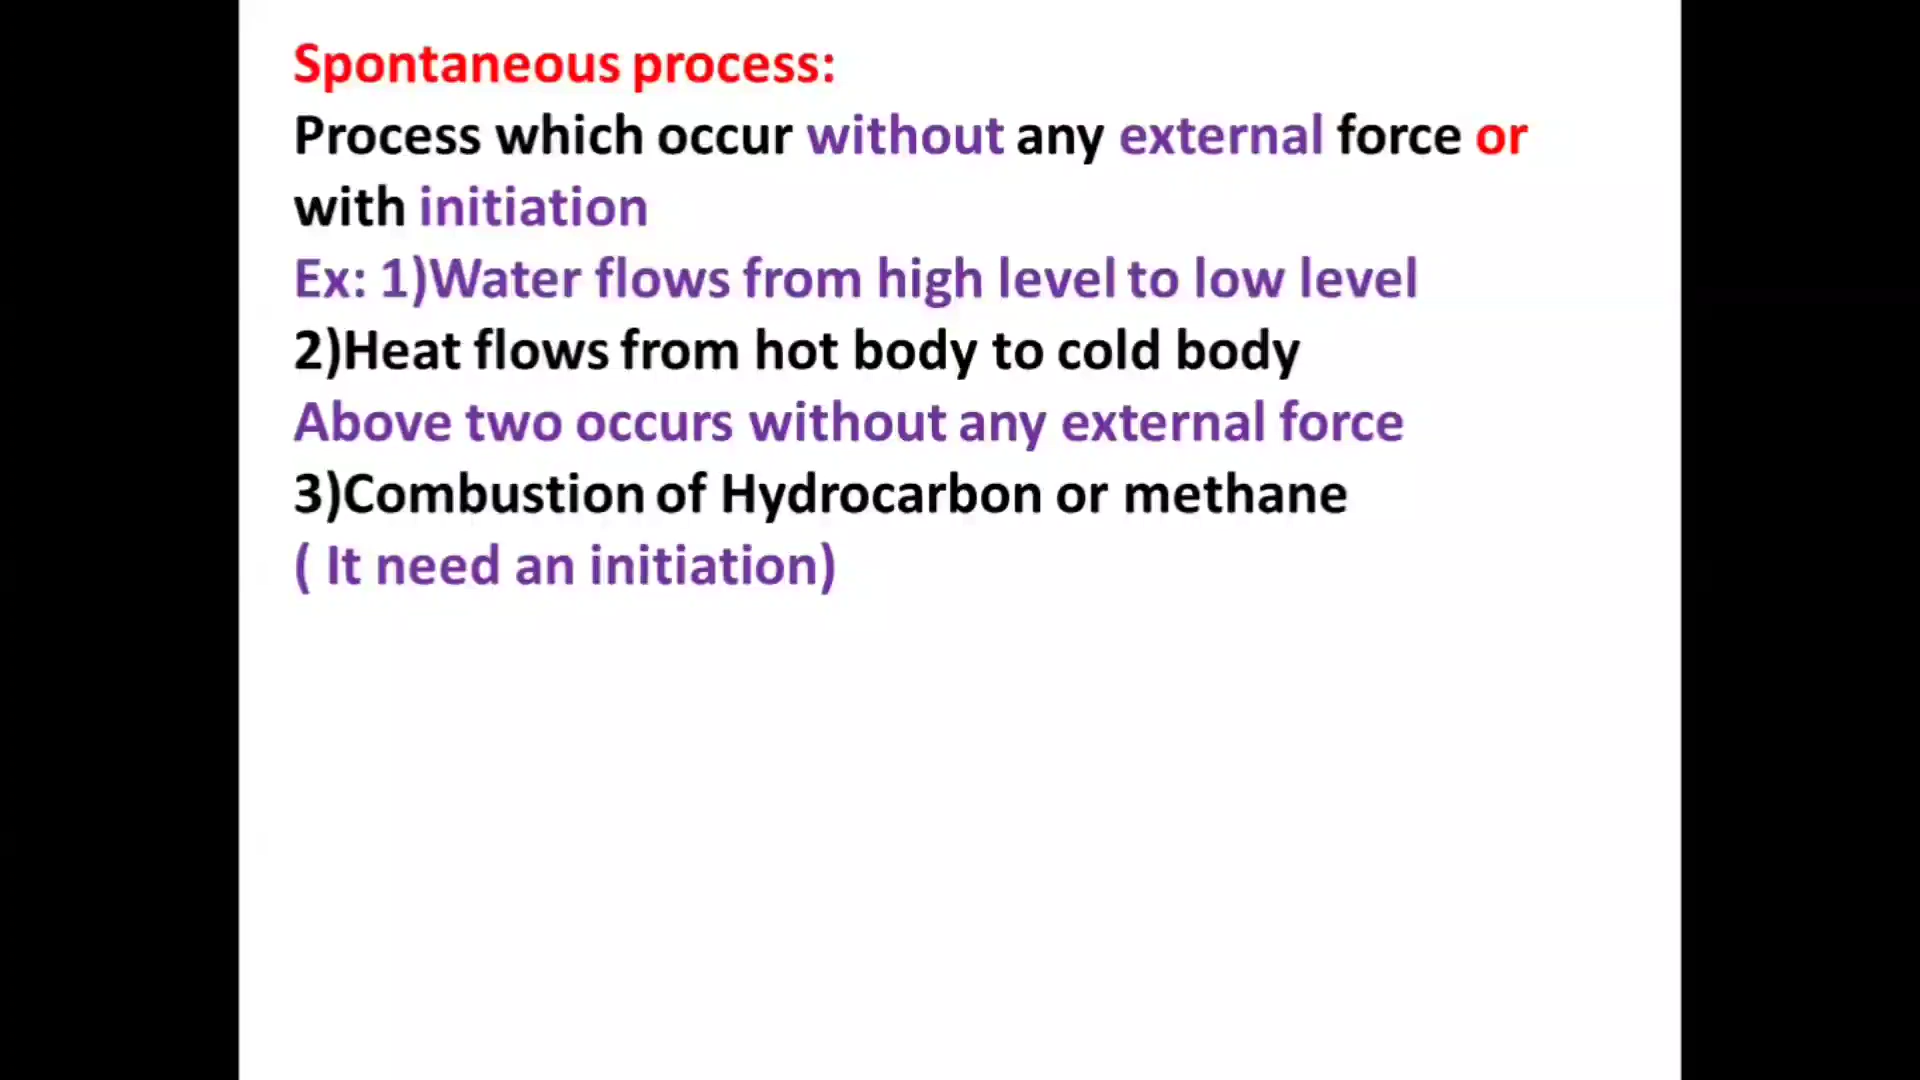 Spontaneous process:
Process which occur without any external force or
with initiation
Ex: 1)Water flows from high level to low level
2)Heat flows from hot body to cold body
Above two occurs without any external force
3)Combustion of Hydrocarbon or methane
( It need an initiation)